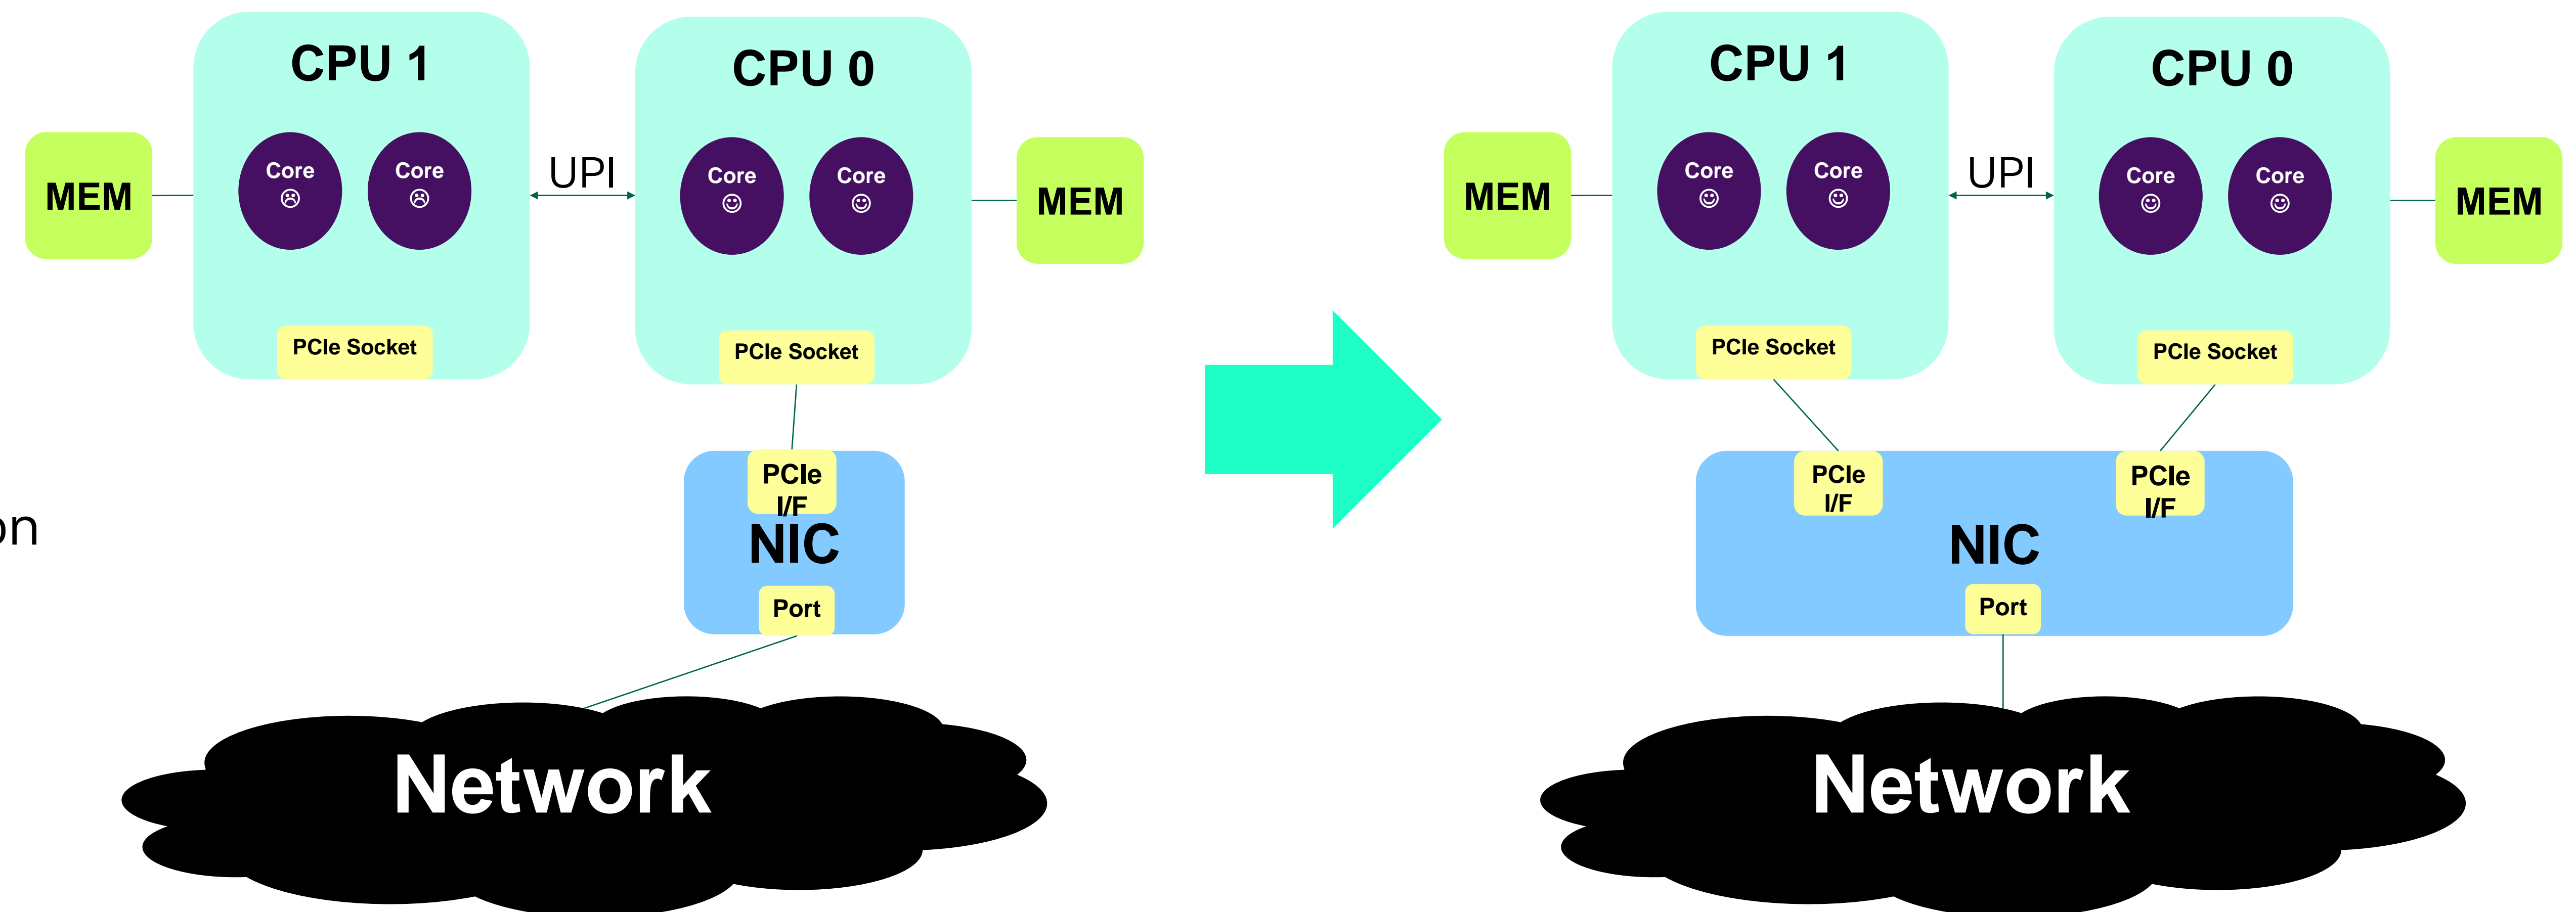 CPU 1
CPU 0
Core
☹
Core
☹
UPI
Core
☺
Core
☺
MEM
MEM
PCIe Socket
PCIe Socket
on
PCIe
I/F
NIC
Port
Network
CPU 1
CPU 0
Core
☺
Core
☺
UPI
Core
☺
Core
☺
MEM
MEM
PCIe Socket
PCIe Socket
PCIe
I/F
PCIe
I/F
NIC
Port
Network